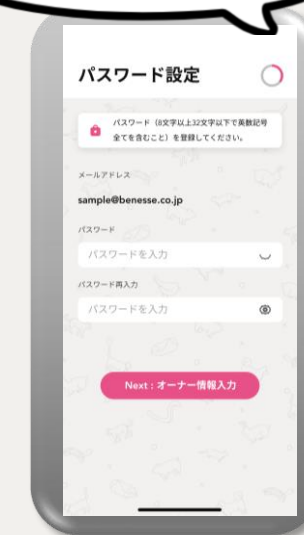 パスワード設定
パスワード（8文字以上32文字以下で英数記号
全てを含むこと）を登録してください。
メールアドレス
sample@benesse.co.jp
パスワード
パスワードを入力
パスワード再入力
パスワードを入力
Next : オーナー情報入力